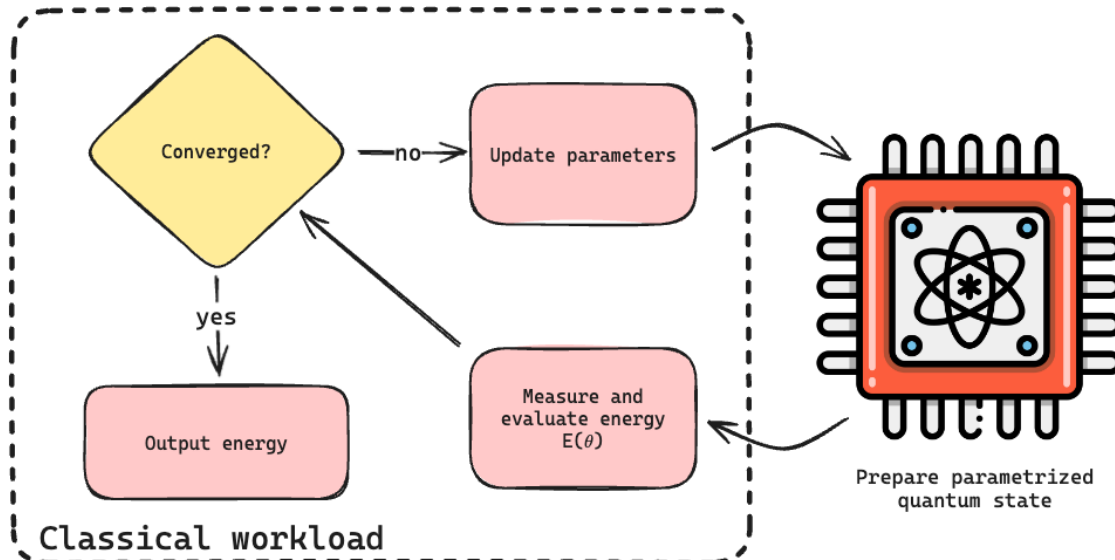 Converged?
no
Update parameters
yes
Output energy
Measure and
evaluate energy
E(θ)
Prepare parametrized
quantum state
Classical workload